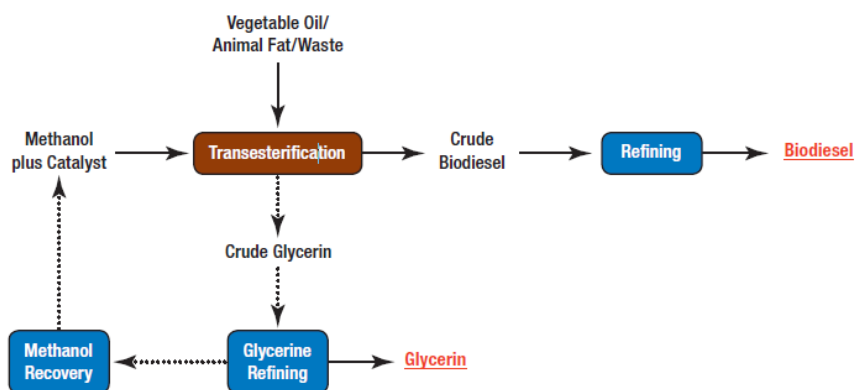 Vegetable Oil/
Animal Fat/Waste
Methanol
plus Catalyst
Transesterification
Crude
Biodiesel
Refining
Biodiesel
Crude Glycerin
Methanol
Recovery
Glycerine
Refining
Glycerin